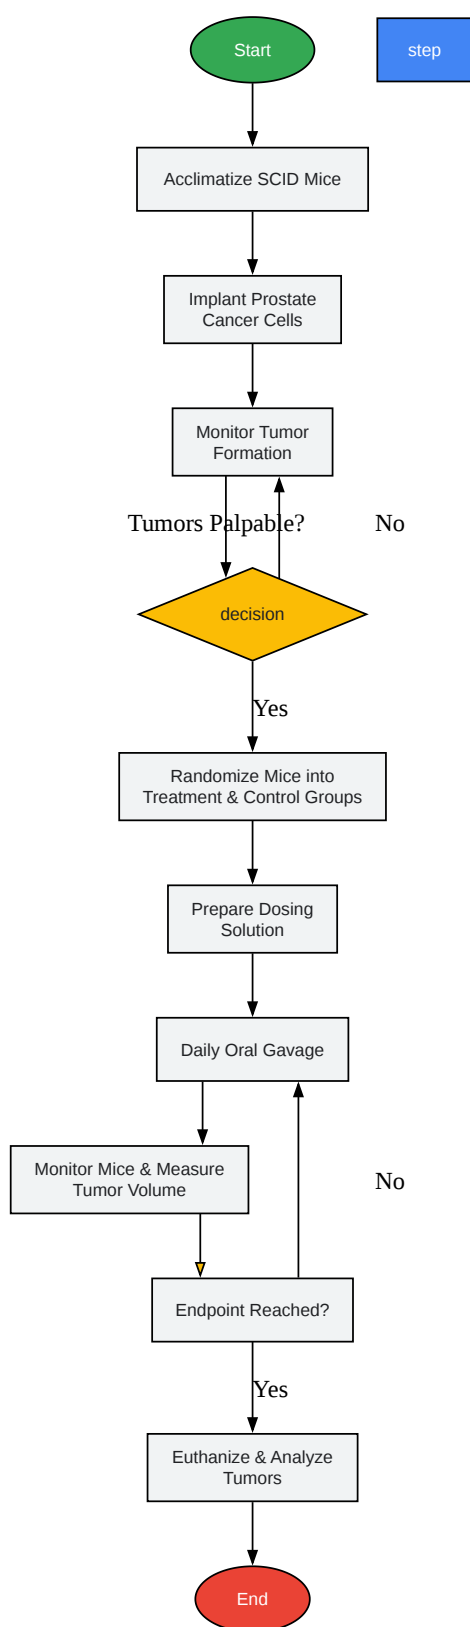 Start
step
Acclimatize SCID Mice
Implant Prostate
Cancer Cells
Monitor Tumor
Formation
Tumors Palpable?
No
decision
Yes
Randomize Mice into
Treatment & Control Groups
Prepare Dosing
Solution
Daily Oral Gavage
Monitor Mice & Measure
Tumor Volume
No
Endpoint Reached?
Yes
Euthanize & Analyze
Tumors
End